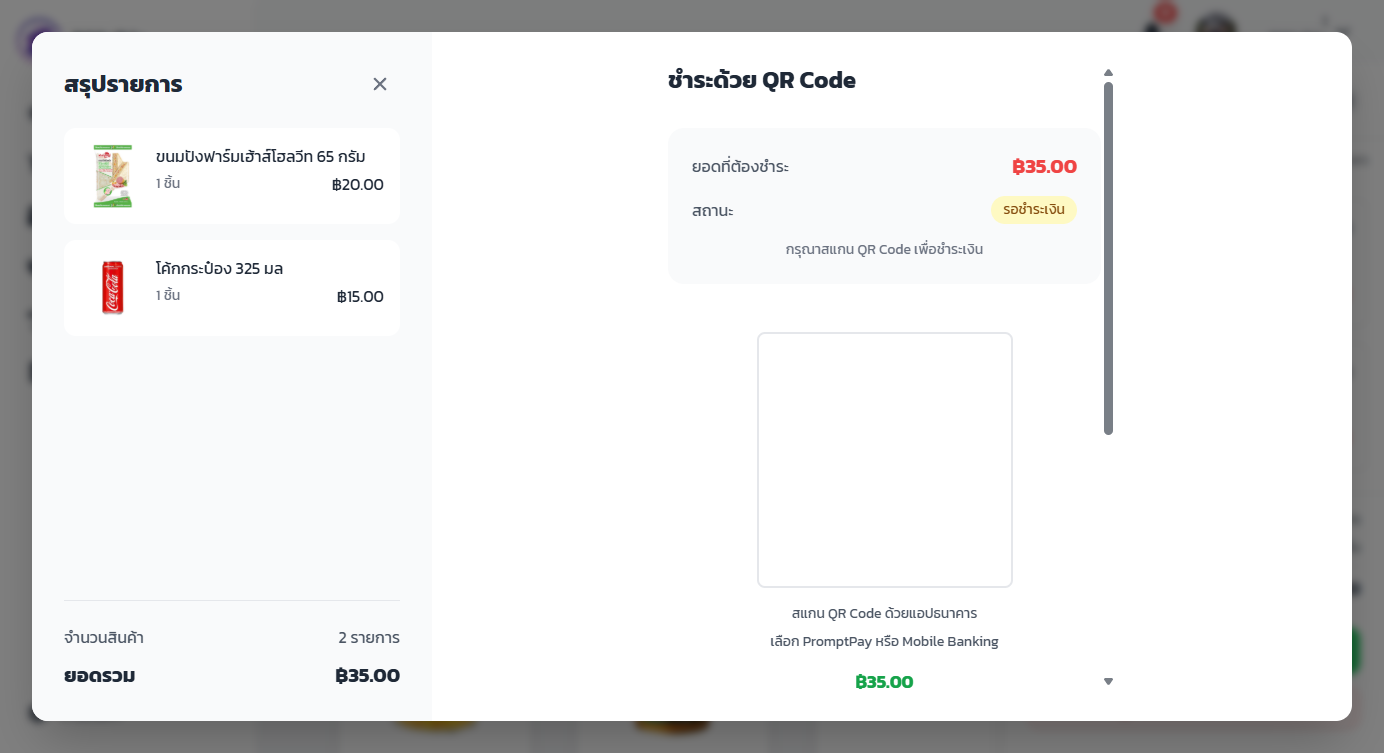 สรุปรายการ
ขนมปังฟาร์มเฮ้าส์โฮลวีท 65 กรัม
1 ชิ้น
฿20.00
โค้กกระป๋อง 325 มล
1 ชิ้น
฿15.00
จำนวนสินค้า
2 รายการ
ยอดรวม
฿35.00
ชำระด้วย QR Code
ยอดที่ต้องชำระ
฿35.00
สถานะ
รอชำระเงิน
กรุณาสแกน QR Code เพื่อชำระเงิน
สแกน QR Code ด้วยแอปธนาคาร
เลือก PromptPay หรือ Mobile Banking
฿35.00